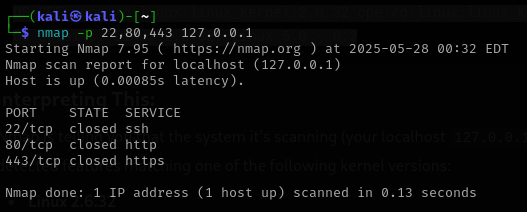 ┌──(kali㉿kali)-[~]
└─$ nmap -p 22,80,443 127.0.0.1
Starting Nmap 7.95 ( https://nmap.org ) at 2025-05-28 00:32 EDT
Nmap scan report for localhost (127.0.0.1)
Host is up (0.00085s latency).
PORT    STATE  SERVICE
22/tcp  closed ssh
80/tcp  closed http
443/tcp closed https
Nmap done: 1 IP address (1 host up) scanned in 0.13 seconds